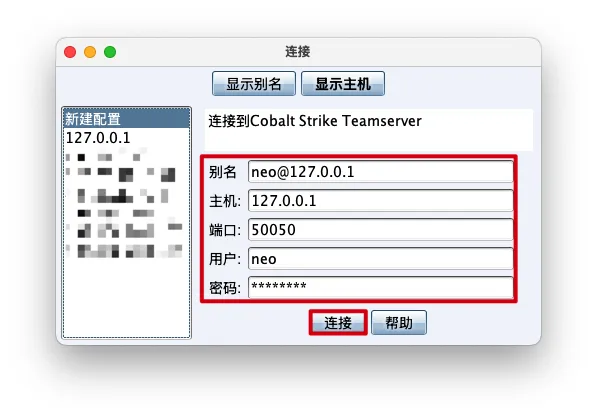 连接
显示别名 显示主机
新建配置
127.0.0.1
连接到Cobalt Strike Teamserver
别名 neo@127.0.0.1
主机: 127.0.0.1
端口: 50050
用户: neo
密码: ********
连接 帮助